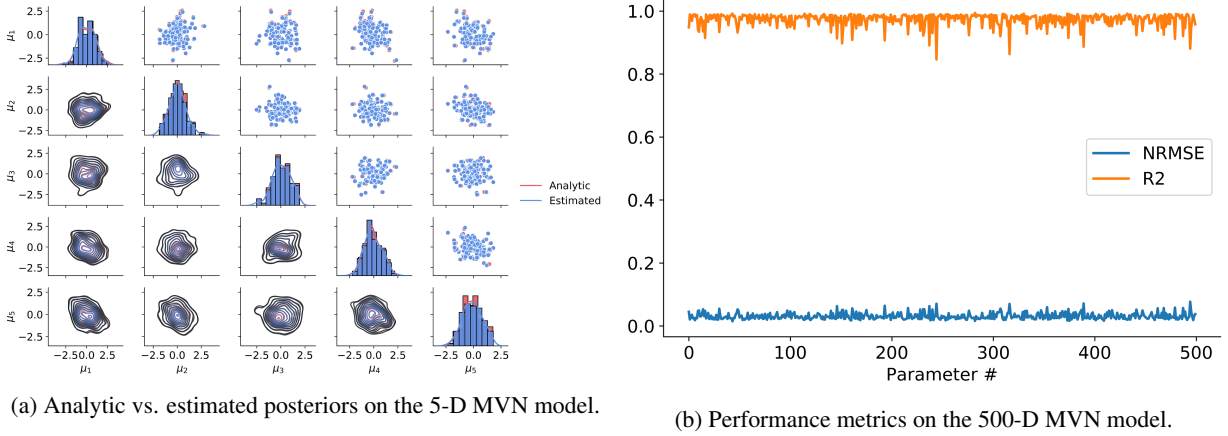 μ1
2.5
0.0
−2.5
μ2
2.5
0.0
−2.5
μ3
2.5
0.0
−2.5
Analytic
Estimated
μ4
2.5
0.0
−2.5
μ5
2.5
0.0
−2.5
−2.50.0 2.5
−2.5 0.0 2.5
−2.5 0.0 2.5
−2.5 0.0 2.5
−2.5 0.0 2.5
μ1 μ2 μ3 μ4 μ5
(a) Analytic vs. estimated posteriors on the 5-D MVN model.
1.0
0.8
0.6
0.4
0.2
0.0
NRMSE
R2
0 100 200 300 400 500
Parameter #
(b) Performance metrics on the 500-D MVN model.